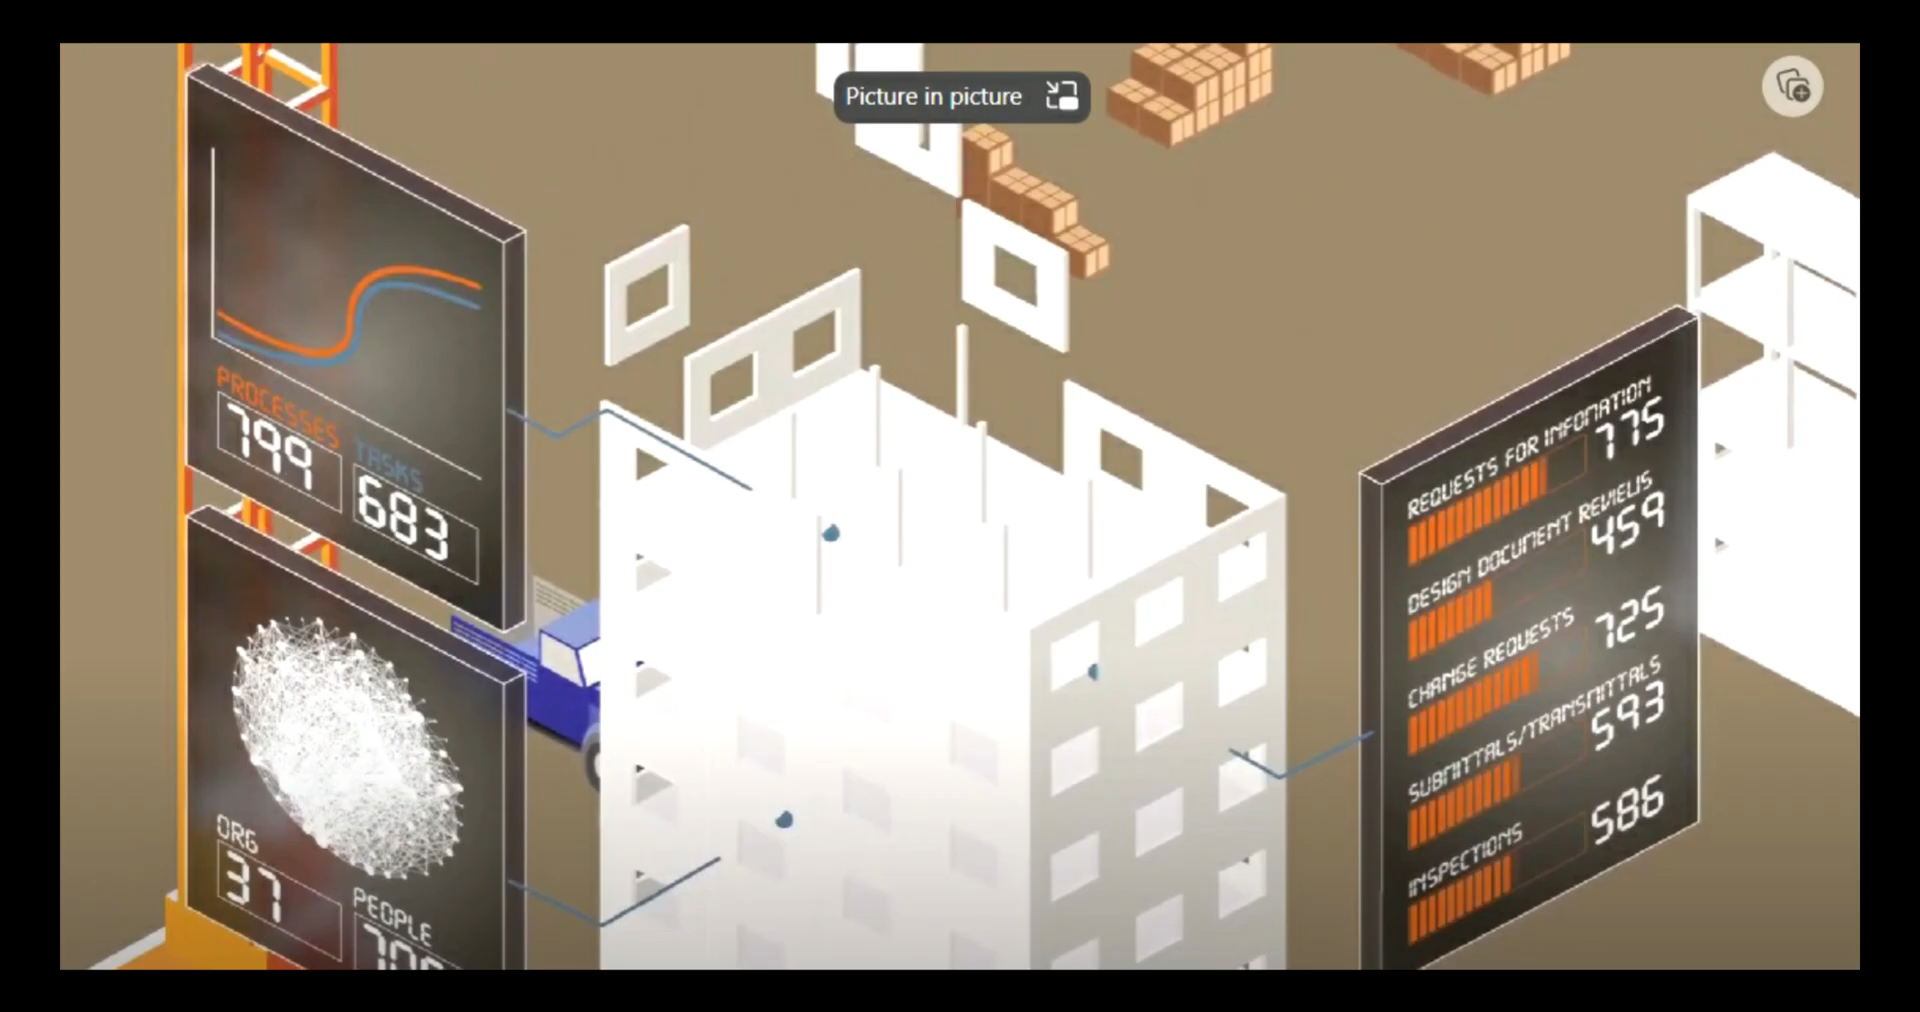 Picture in picture
PROCESSES
799
TASKS
683
ORG
37
PEOPLE
REQUESTS FOR INFOMATION
775
DESIGN DOCUMENT REVIEWS
459
CHANGE REQUESTS
725
SUBMITTALS/TRANSMITTALS
593
INSPECTIONS
586